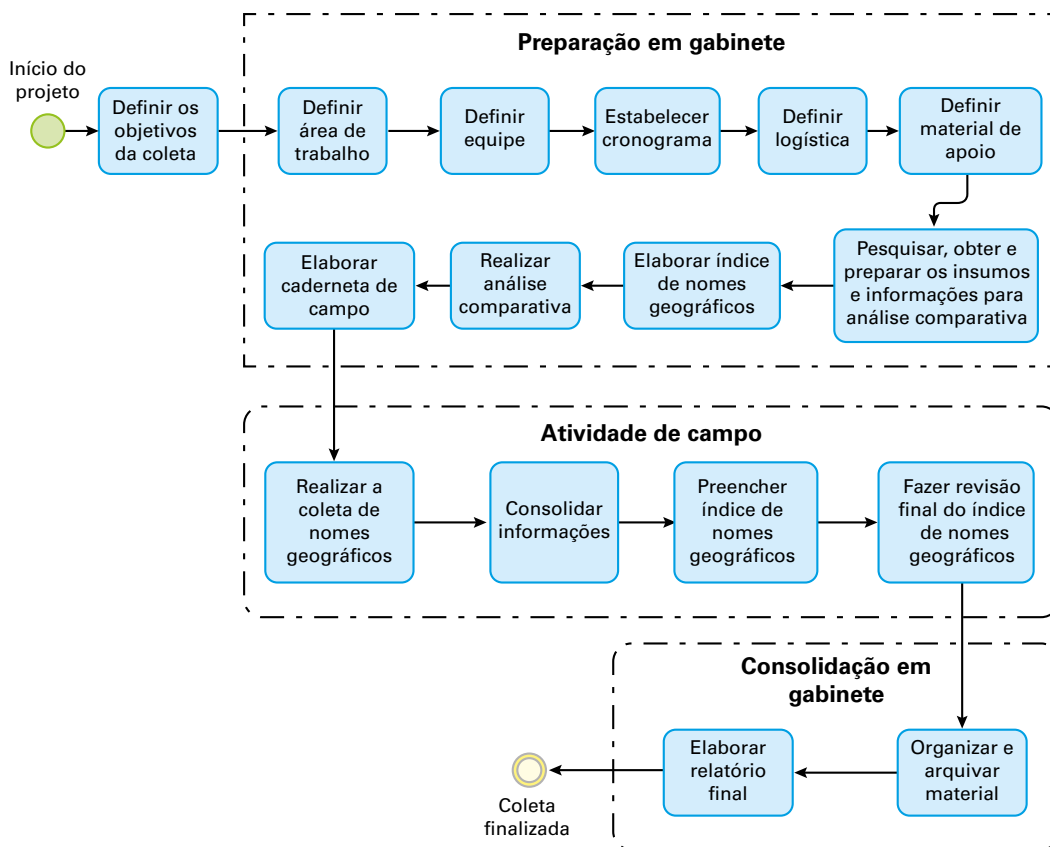 Preparação em gabinete
Início do
projeto
Definir os
objetivos
da coleta
Definir
área de
trabalho
Definir
equipe
Estabelecer
cronograma
Definir
logística
Definir
material de
apoio
Pesquisar, obter e
preparar os insumos
e informações para
análise comparativa
Elaborar índice
de nomes
geográficos
Realizar
análise
comparativa
Elaborar
caderneta de
campo
Atividade de campo
Realizar a
coleta de
nomes
geográficos
Consolidar
informações
Preencher
índice de
nomes
geográficos
Fazer revisão
final do índice
de nomes
geográficos
Consolidação em
gabinete
Organizar e
arquivar
material
Elaborar
relatório
final
Coleta
finalizada